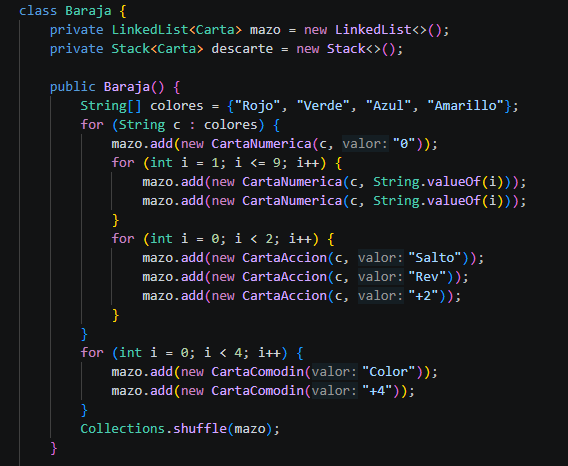 class Baraja {
    private LinkedList<Carta> mazo = new LinkedList<>();
    private Stack<Carta> descarte = new Stack<>();
    public Baraja() {
        String[] colores = {"Rojo", "Verde", "Azul", "Amarillo"};
        for (String c : colores) {
            mazo.add(new CartaNumerica(c, valor: "0"));
            for (int i = 1; i <= 9; i++) {
                mazo.add(new CartaNumerica(c, String.valueOf(i)));
                mazo.add(new CartaNumerica(c, String.valueOf(i)));
            }
            for (int i = 0; i < 2; i++) {
                mazo.add(new CartaAccion(c, valor: "Salto"));
                mazo.add(new CartaAccion(c, valor: "Rev"));
                mazo.add(new CartaAccion(c, valor: "+2"));
            }
        }
        for (int i = 0; i < 4; i++) {
            mazo.add(new CartaComodin(valor: "Color"));
            mazo.add(new CartaComodin(valor: "+4"));
        }
        Collections.shuffle(mazo);
    }